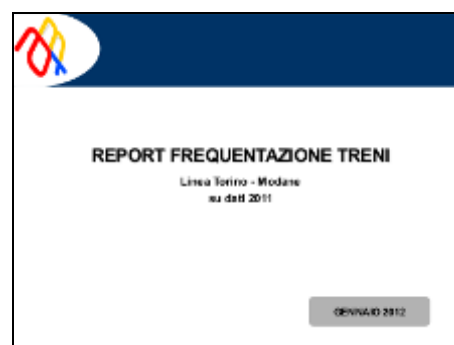 REPORT FREQUENTAZIONE TRENI
Linea Torino - Modane
su dati 2011
GENNAIO 2012